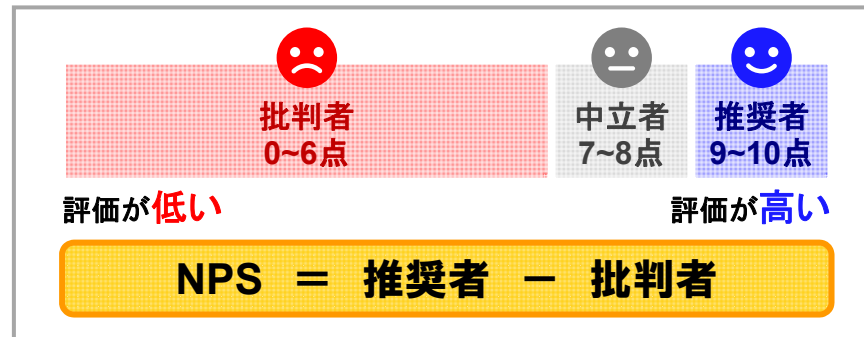 批判者
0~6点
中立者
7~8点
推奨者
9~10点
評価が低い
評価が高い
NPS = 推奨者 − 批判者